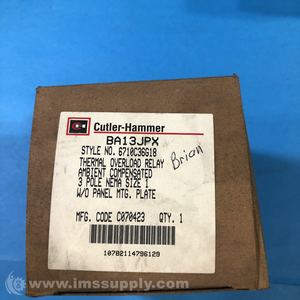 Cutler-Hammer
BA13JPX
STYLE NO. 6710C36G18
THERMAL OVERLOAD RELAY
AMBIENT COMPENSATED
3 POLE NEMA SIZE 1
W/O PANEL MTG. PLATE
Brion
MFG. CODE C070423 QTY. 1
10782114796129
© www.imssupply.com